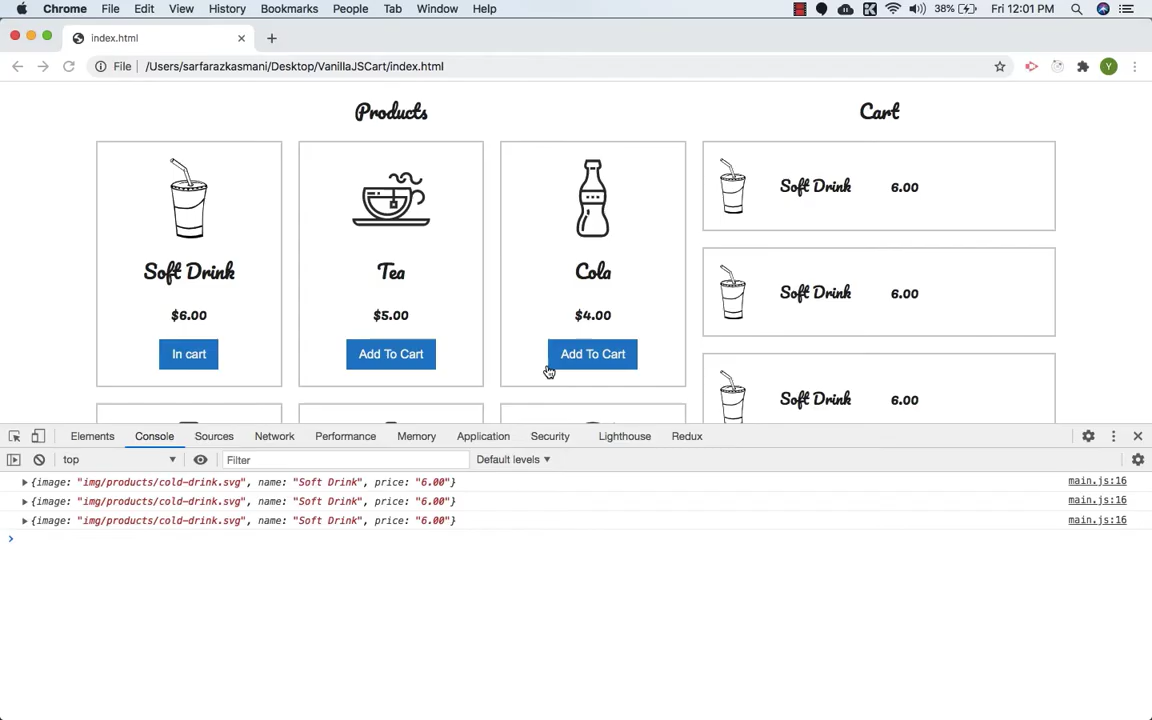 Chrome File Edit View History Bookmarks People Tab Window Help 38% Fri 12:01 PM
index.html
File /Users/sarfarazkasmani/Desktop/VanillaJSCart/index.html Y
Products
Cart
Soft Drink
$6.00
In cart
Tea
$5.00
Add To Cart
Cola
$4.00
Add To Cart
Soft Drink 6.00
Soft Drink 6.00
Soft Drink 6.00
Elements Console Sources Network Performance Memory Application Security Lighthouse Redux
top Filter Default levels
{image: "img/products/cold-drink.svg", name: "Soft Drink", price: "6.00"} main.js:16
{image: "img/products/cold-drink.svg", name: "Soft Drink", price: "6.00"} main.js:16
{image: "img/products/cold-drink.svg", name: "Soft Drink", price: "6.00"} main.js:16